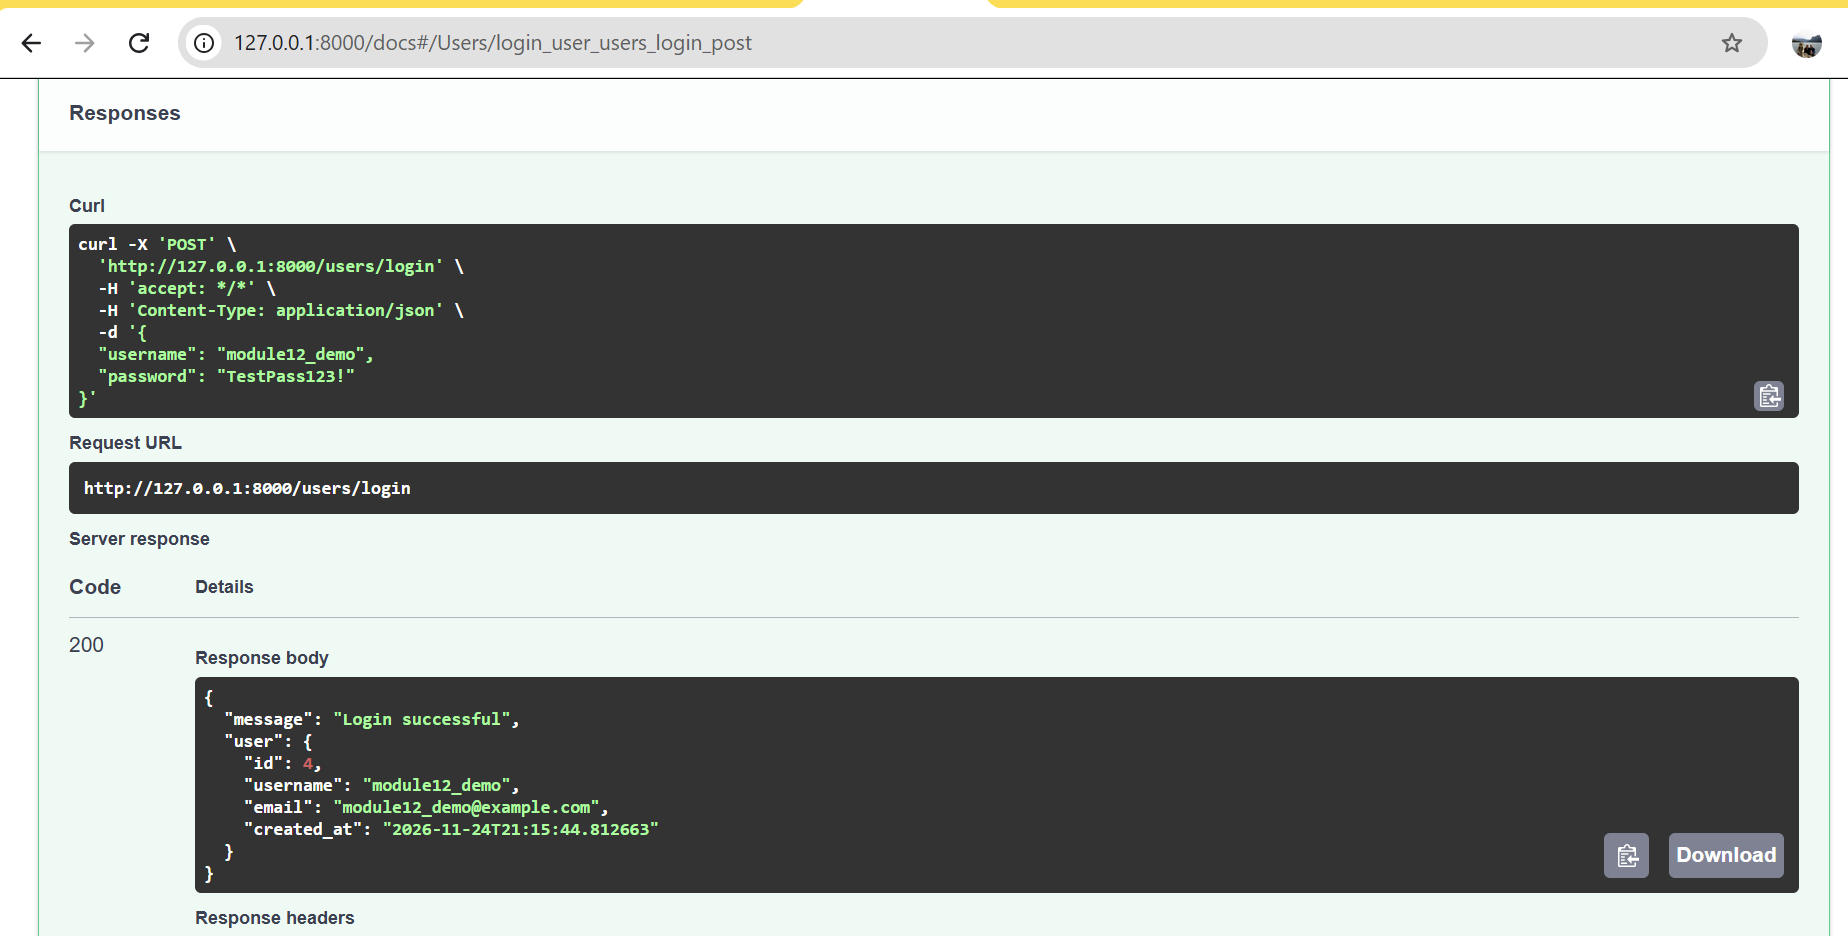 127.0.0.1:8000/docs#/Users/login_user_users_login_post
Responses
Curl
curl -X 'POST' \
  'http://127.0.0.1:8000/users/login' \
  -H 'accept: */*' \
  -H 'Content-Type: application/json' \
  -d '{
  "username": "module12_demo",
  "password": "TestPass123!"
}'
Request URL
http://127.0.0.1:8000/users/login
Server response
Code Details
200
Response body
{
  "message": "Login successful",
  "user": {
    "id": 4,
    "username": "module12_demo",
    "email": "module12_demo@example.com",
    "created_at": "2026-11-24T21:15:44.812663"
  }
}
Download
Response headers